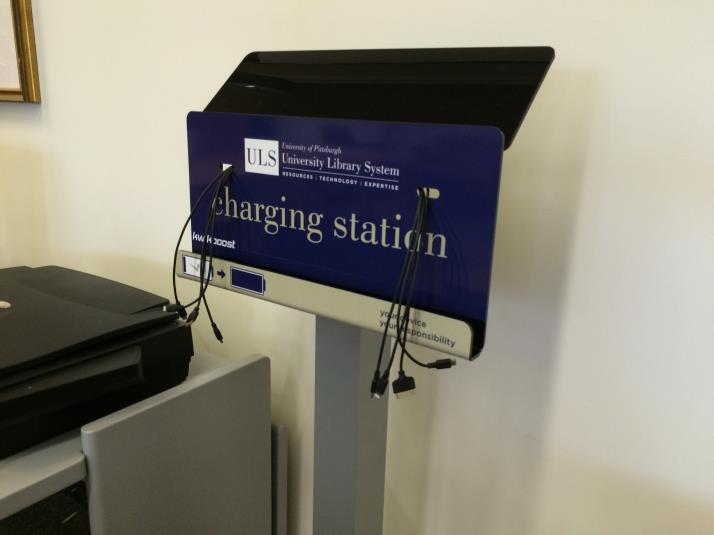 ULS
University of Pittsburgh
University Library System
RESOURCES | TECHNOLOGY | EXPERTISE
charging station
kwikboost
your device
your responsibility